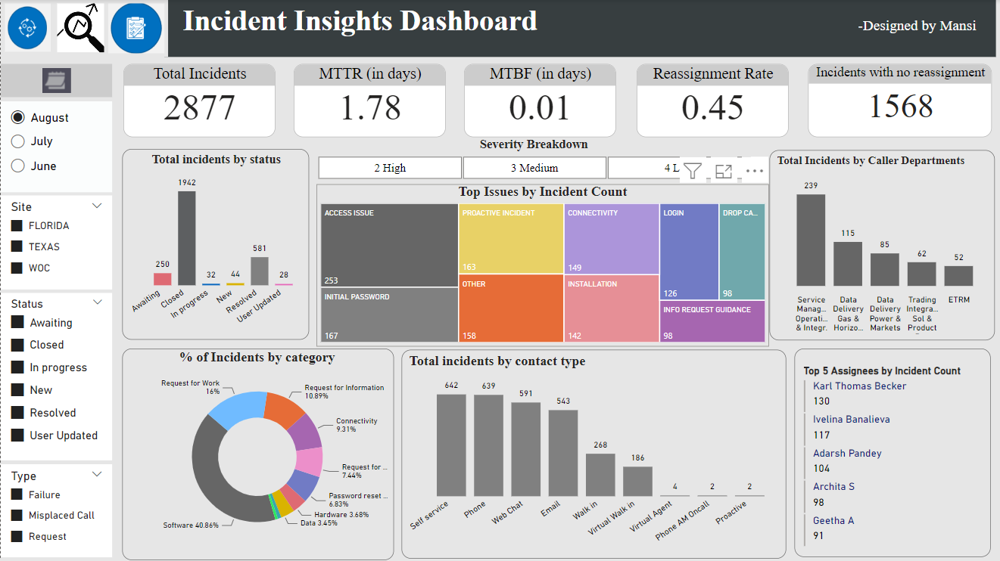 Incident Insights Dashboard
-Designed by Mansi
August
July
June
Site
FLORIDA
TEXAS
WOC
Status
Awaiting
Closed
In progress
New
Resolved
User Updated
Type
Failure
Misplaced Call
Request
Total Incidents
2877
MTTR (in days)
1.78
MTBF (in days)
0.01
Reassignment Rate
0.45
Incidents with no reassignment
1568
Total incidents by status
1942
581
250
32
44
28
Awaiting
Closed
In progress
New
Resolved
User Updated
Severity Breakdown
2 High
3 Medium
4 L
Top Issues by Incident Count
ACCESS ISSUE
253
INITIAL PASSWORD
167
PROACTIVE INCIDENT
163
OTHER
158
CONNECTIVITY
149
INSTALLATION
142
LOGIN
126
DROP CA...
98
INFO REQUEST GUIDANCE
98
Total Incidents by Caller Departments
239
115
85
62
52
Service
Manag...
Operati...
& Integr.
Data
Delivery
Gas &
Horizo...
Data
Delivery
Power &
Markets
Trading
Integra...
Sol &
Product
ETRM
% of Incidents by category
Request for Work
16%
Request for Information
10.89%
Connectivity
9.31%
Request for ...
7.44%
Password reset ...
6.83%
Hardware 3.68%
Data 3.45%
Software 40.86%
Total incidents by contact type
642
639
591
543
268
186
4
2
2
Self service
Phone
Web Chat
Email
Walk in
Virtual Walk in
Virtual Agent
Phone AM Oncall
Proactive
Top 5 Assignees by Incident Count
Karl Thomas Becker
130
Ivelina Banalieva
117
Adarsh Pandey
104
Archita S
98
Geetha A
91